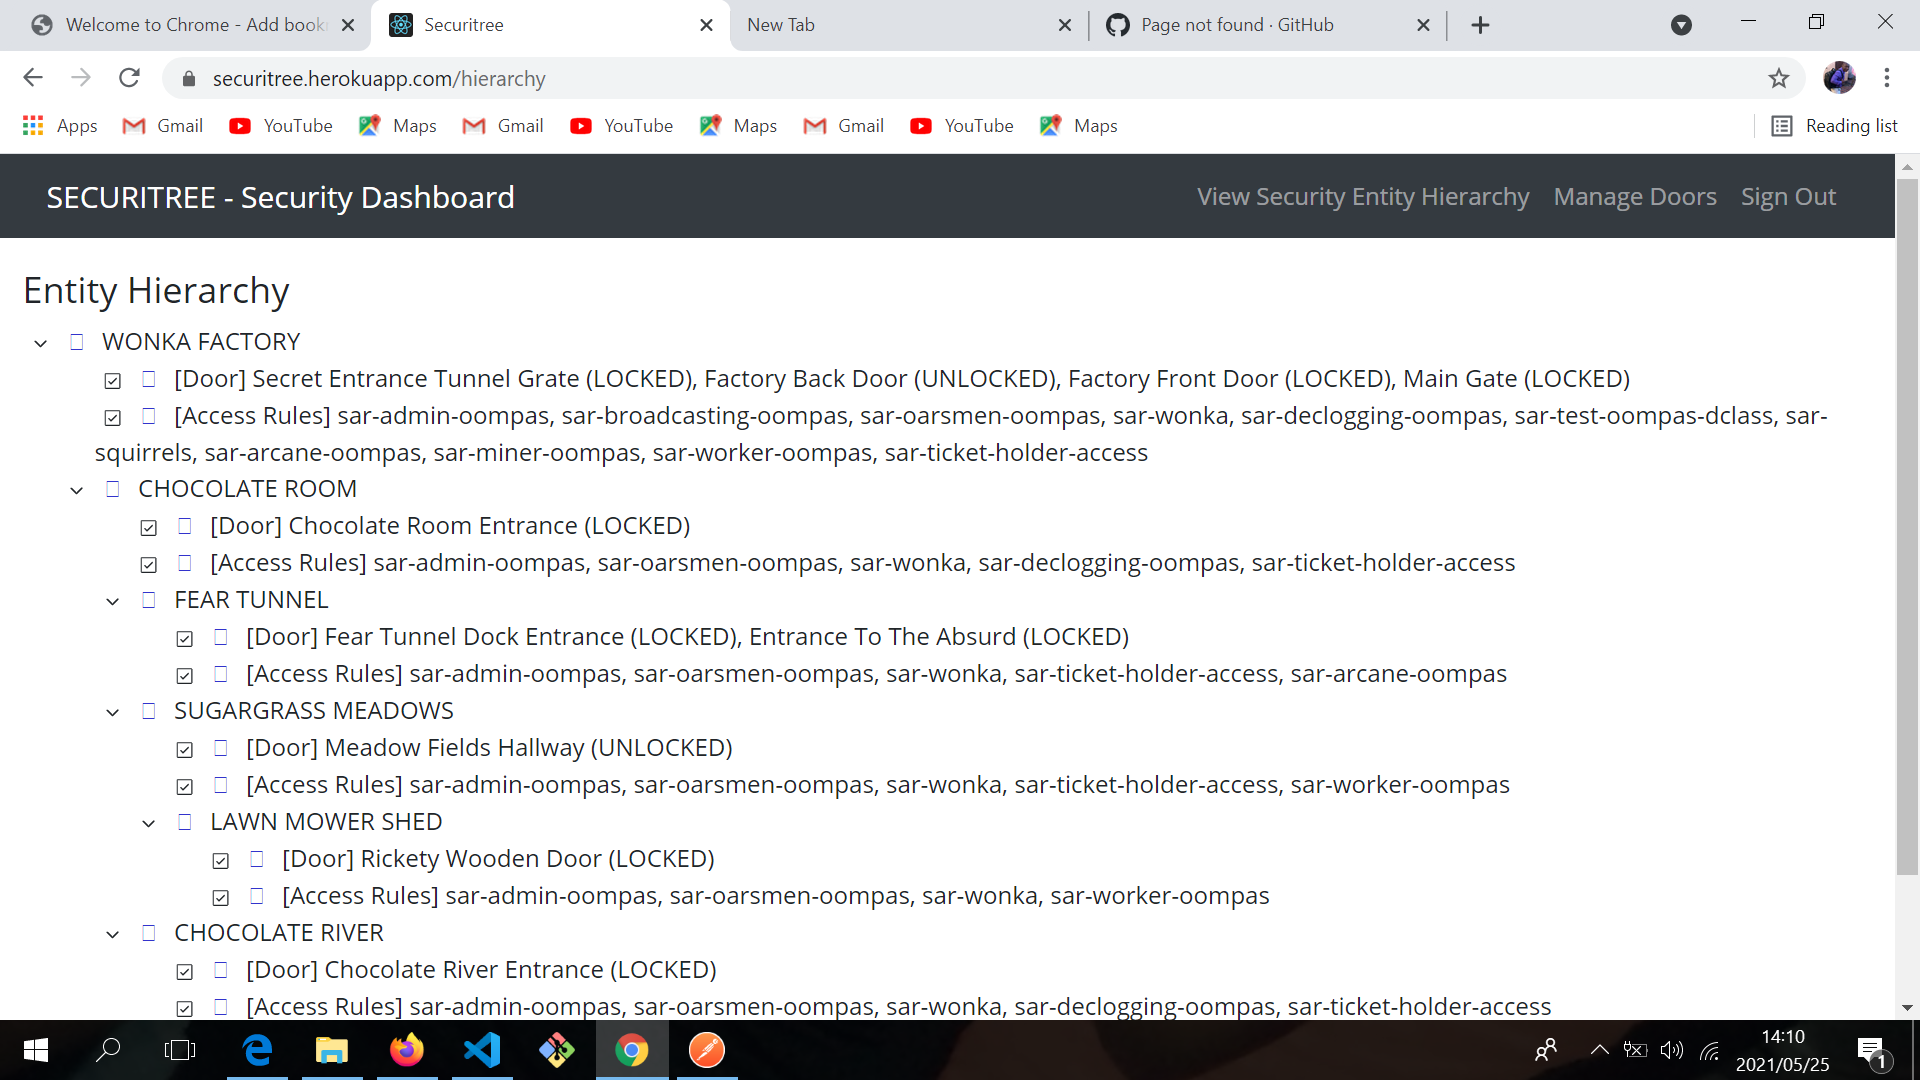 Welcome to Chrome - Add book
Securitree
New Tab
Page not found · GitHub
securitree.herokuapp.com/hierarchy
Apps Gmail YouTube Maps Gmail YouTube Maps Gmail YouTube Maps Reading list
SECURITREE - Security Dashboard View Security Entity Hierarchy Manage Doors Sign Out
Entity Hierarchy
WONKA FACTORY
[Door] Secret Entrance Tunnel Grate (LOCKED), Factory Back Door (UNLOCKED), Factory Front Door (LOCKED), Main Gate (LOCKED)
[Access Rules] sar-admin-oompas, sar-broadcasting-oompas, sar-oarsmen-oompas, sar-wonka, sar-declogging-oompas, sar-test-oompas-dclass, sar-
squirrels, sar-arcane-oompas, sar-miner-oompas, sar-worker-oompas, sar-ticket-holder-access
CHOCOLATE ROOM
[Door] Chocolate Room Entrance (LOCKED)
[Access Rules] sar-admin-oompas, sar-oarsmen-oompas, sar-wonka, sar-declogging-oompas, sar-ticket-holder-access
FEAR TUNNEL
[Door] Fear Tunnel Dock Entrance (LOCKED), Entrance To The Absurd (LOCKED)
[Access Rules] sar-admin-oompas, sar-oarsmen-oompas, sar-wonka, sar-ticket-holder-access, sar-arcane-oompas
SUGARGRASS MEADOWS
[Door] Meadow Fields Hallway (UNLOCKED)
[Access Rules] sar-admin-oompas, sar-oarsmen-oompas, sar-wonka, sar-ticket-holder-access, sar-worker-oompas
LAWN MOWER SHED
[Door] Rickety Wooden Door (LOCKED)
[Access Rules] sar-admin-oompas, sar-oarsmen-oompas, sar-wonka, sar-worker-oompas
CHOCOLATE RIVER
[Door] Chocolate River Entrance (LOCKED)
[Access Rules] sar-admin-oompas, sar-oarsmen-oompas, sar-wonka, sar-declogging-oompas, sar-ticket-holder-access
14:10
2021/05/25
1